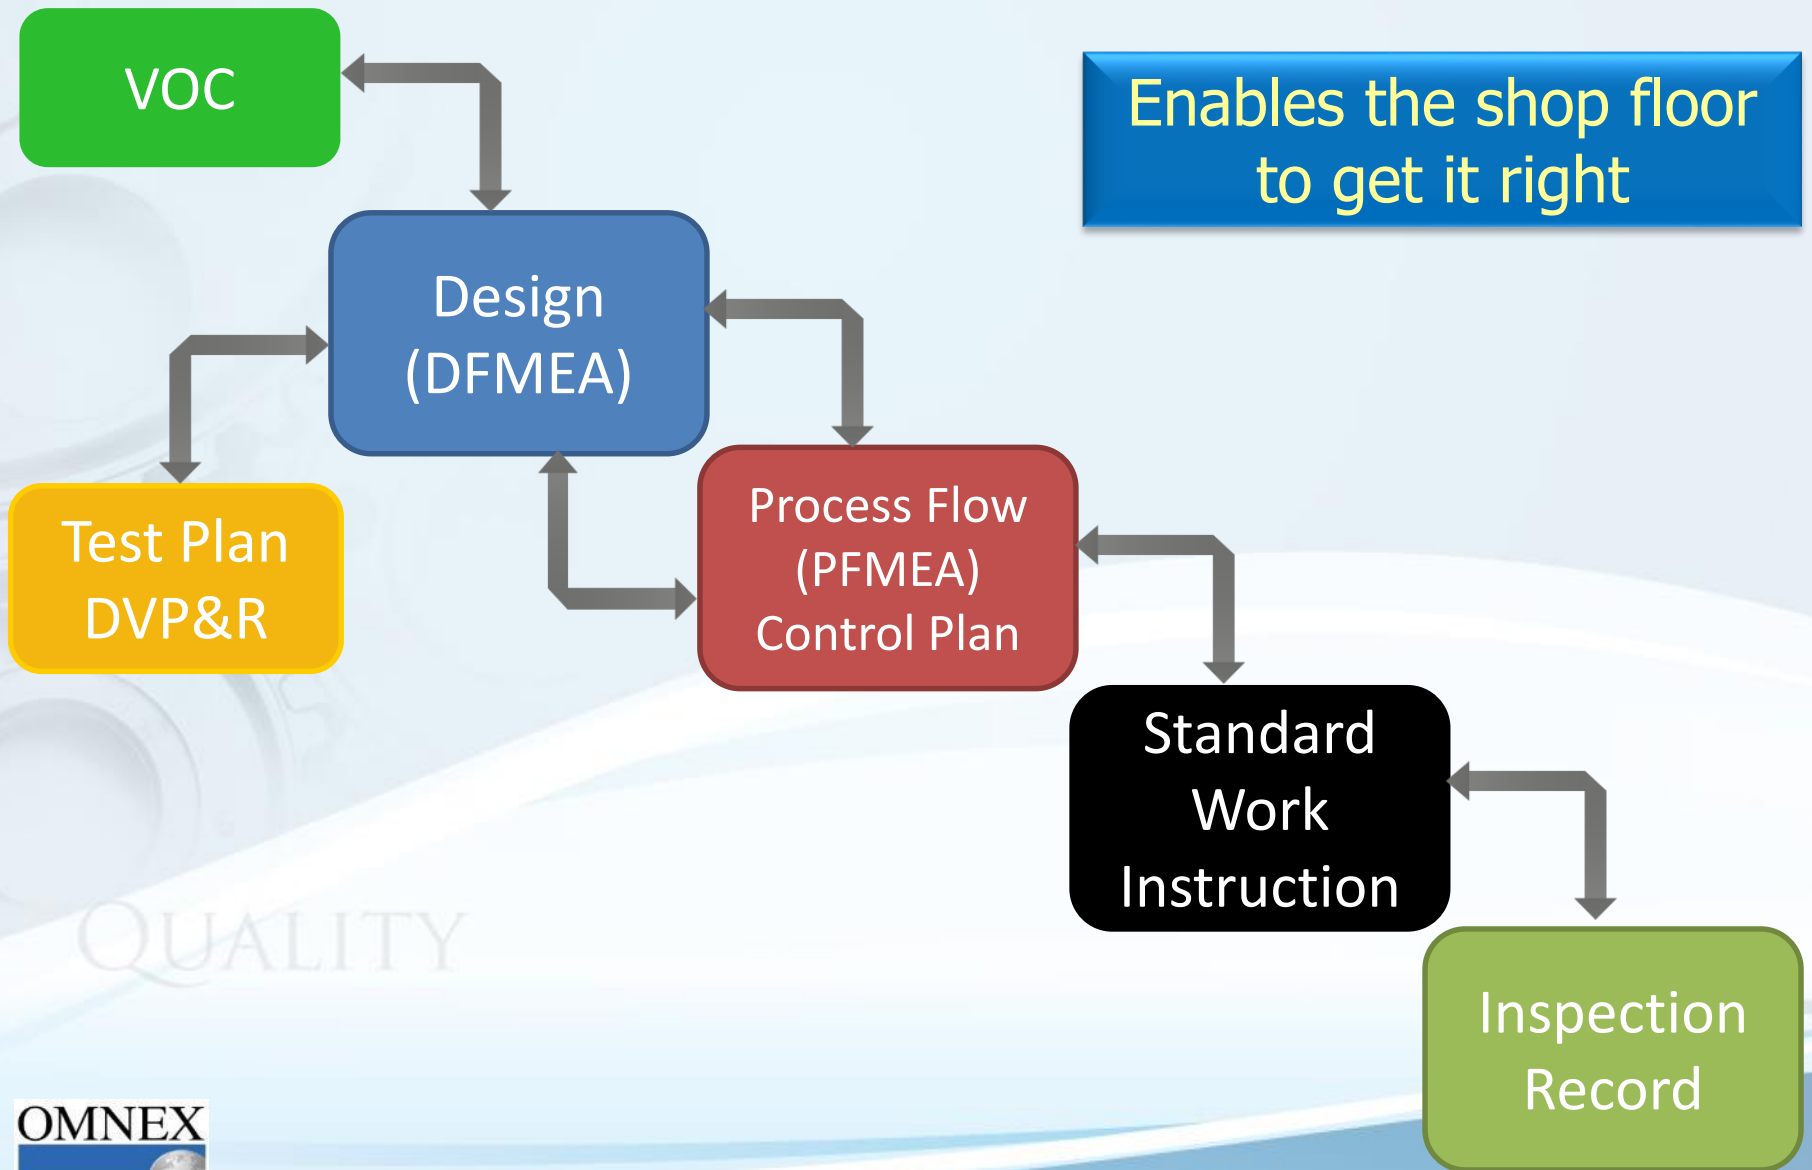 VOC
Enables the shop floor
to get it right
Design
(DFMEA)
Test Plan
DVP&R
Process Flow
(PFMEA)
Control Plan
Standard
Work
Instruction
Inspection
Record
QUALITY
OMNEX